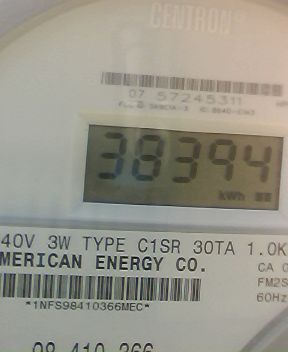 CENTRON®
07 57245311
38394
kWh
40V 3W TYPE C1SR 30TA 1.0K
MERICAN ENERGY CO.
CA
FM2S
60Hz
*1NFS98410366MEC*
08 410 366